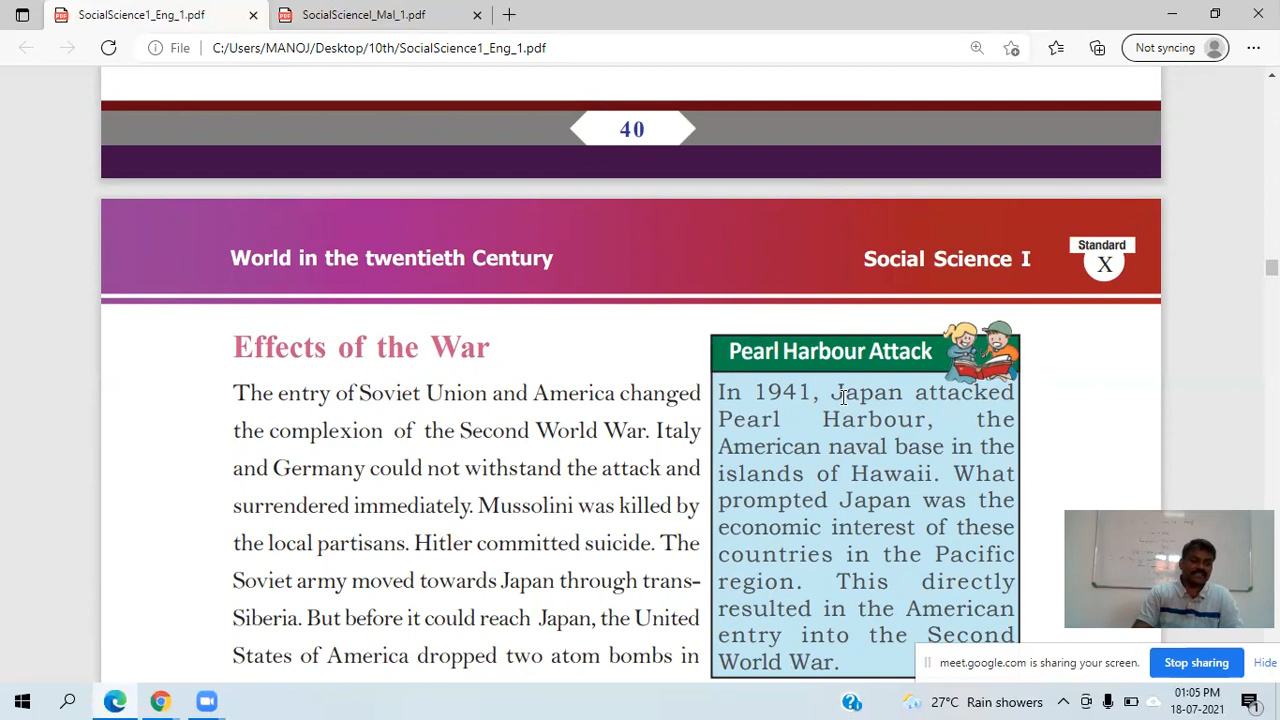 SocialScience1_Eng_1.pdf
SocialScienceI_Mal_1.pdf
File
C:/Users/MANOJ/Desktop/10th/SocialScience1_Eng_1.pdf
Not syncing
40
World in the twentieth Century
Social Science I
Standard
X
Effects of the War
The entry of Soviet Union and America changed
the complexion of the Second World War. Italy
and Germany could not withstand the attack and
surrendered immediately. Mussolini was killed by
the local partisans. Hitler committed suicide. The
Soviet army moved towards Japan through trans-
Siberia. But before it could reach Japan, the United
States of America dropped two atom bombs in
Pearl Harbour Attack
In 1941, Japan attacked
Pearl Harbour, the
American naval base in the
islands of Hawaii. What
prompted Japan was the
economic interest of these
countries in the Pacific
region. This directly
resulted in the American
entry into the Second
World War.
meet.google.com is sharing your screen.
Stop sharing
Hide
27°C Rain showers
01:05 PM
18-07-2021